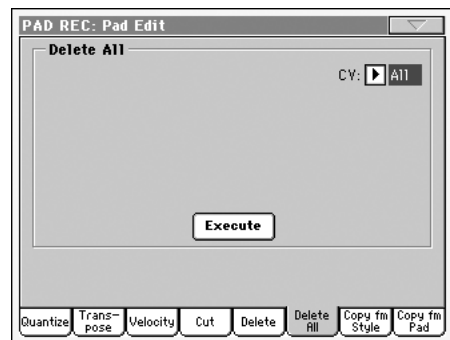 PAD REC: Pad Edit
Delete All
CV: All
Execute
Quantize
Trans-
pose
Velocity
Cut
Delete
Delete
All
Copy fm
Style
Copy fm
Pad